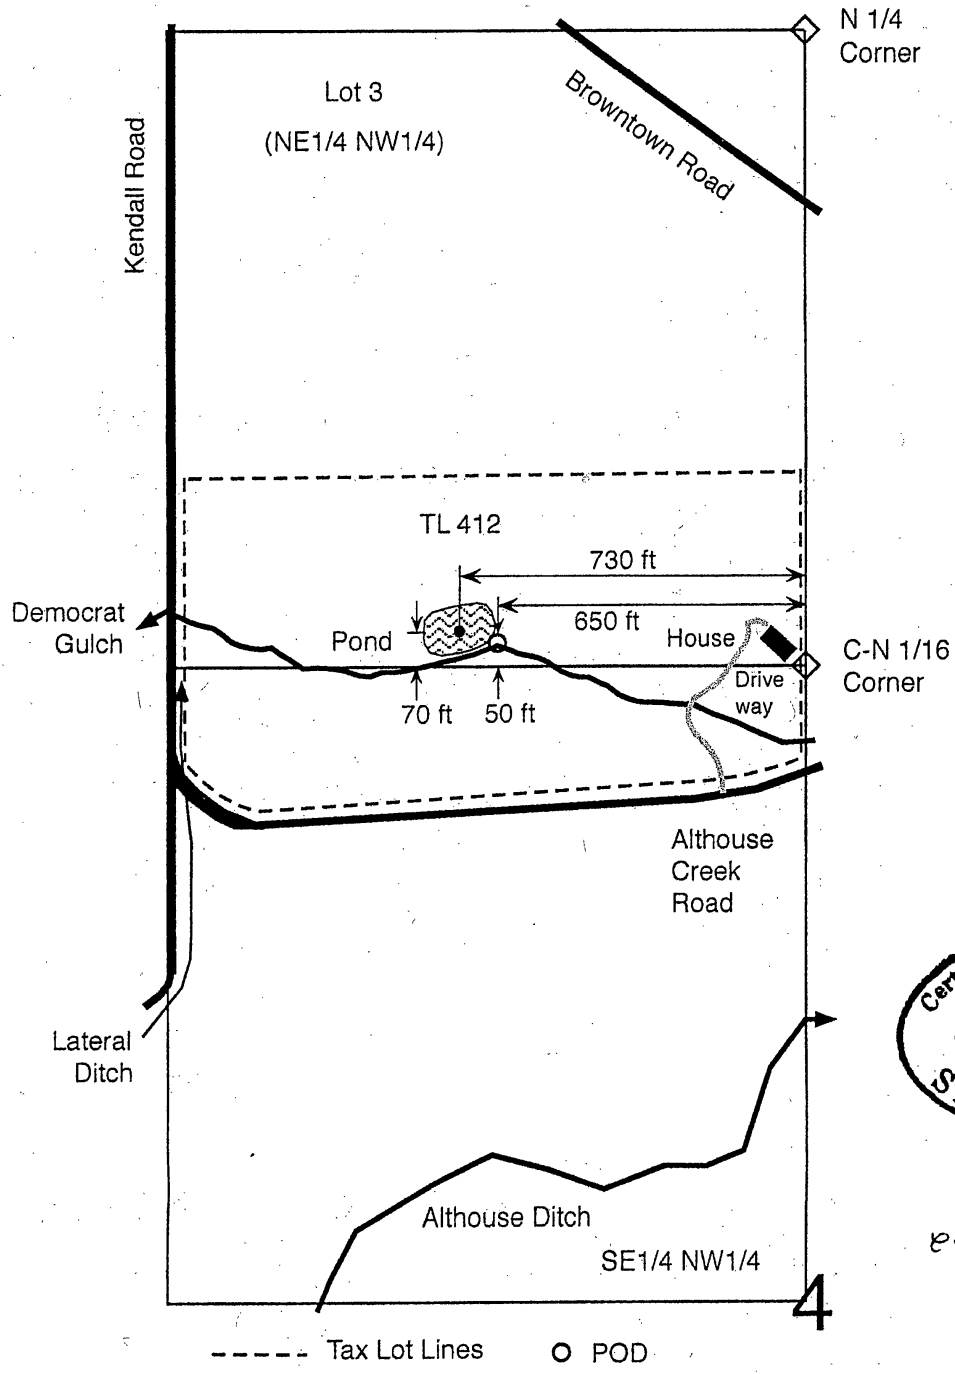 N 1/4
Corner
Lot 3
(NE1/4 NW1/4)
Browntown Road
Kendall Road
TL 412
730 ft
650 ft
Democrat
Gulch
Pond
House
C-N 1/16
Corner
Drive
way
70 ft
50 ft
Althouse
Creek
Road
Cer
S
Lateral
Ditch
Althouse Ditch
SE1/4 NW1/4
4
Tax Lot Lines
POD